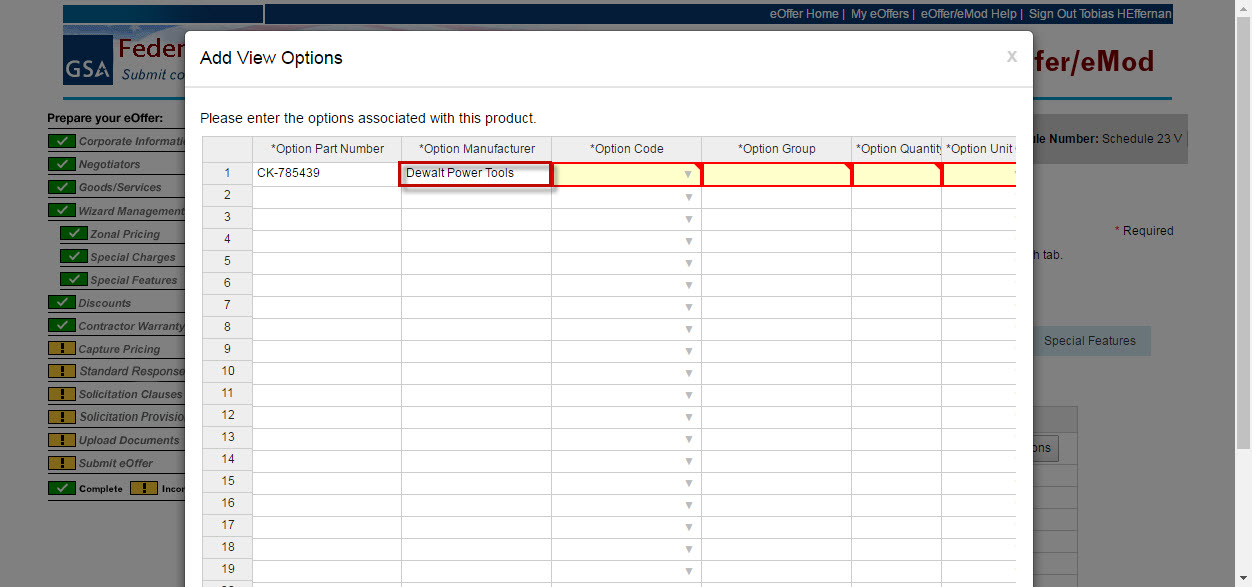 eOffer Home | My eOffers | eOffer/eMod Help | Sign Out Tobias HEffernan
GSA
Feder
Submit co
fer/eMod
Add View Options
X
Please enter the options associated with this product.
*Option Part Number *Option Manufacturer *Option Code *Option Group *Option Quantity *Option Unit
1 CK-785439 Dewalt Power Tools
2
3
4
5
6
7
8
9
10
11
12
13
14
15
16
17
18
19
Prepare your eOffer:
Corporate Informati
Negotiators
Goods/Services
Wizard Management
Zonal Pricing
Special Charges
Special Features
Discounts
Contractor Warranty
Capture Pricing
Standard Response
Solicitation Clauses
Solicitation Provisio
Upload Documents
Submit eOffer
Complete Incor
ule Number: Schedule 23 V
* Required
h tab.
Special Features
ons